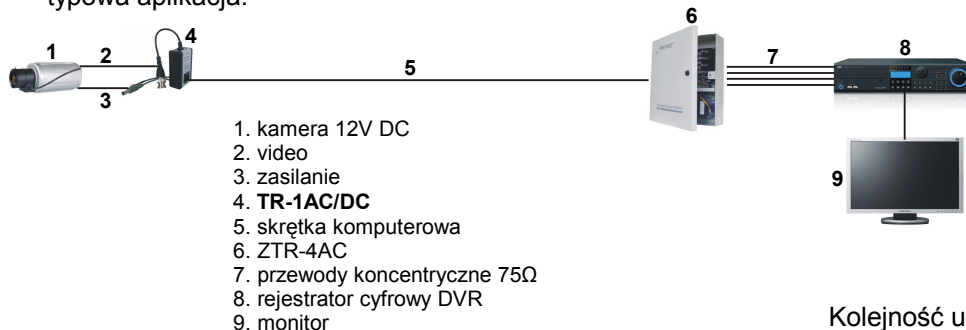 typowa aplikacja:
1
2
3
4
5
6
7
8
9
1. kamera 12V DC
2. video
3. zasilanie
4. TR-1AC/DC
5. skrętka komputerowa
6. ZTR-4AC
7. przewody koncentryczne 75Ω
8. rejestrator cyfrowy DVR
9. monitor
Kolejność u